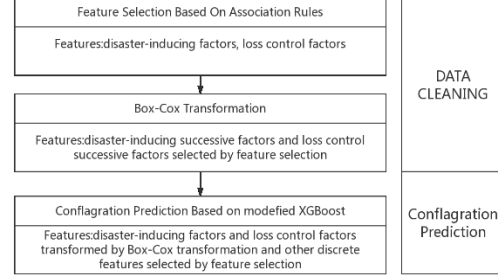 Feature Selection Based On Association Rules
Features:disaster-inducing factors, loss control factors
Box-Cox Transformation
Features:disaster-inducing successive factors and loss control
successive factors selected by feature selection
Conflagration Prediction Based on modefied XGBoost
Features:disaster-inducing factors and loss control factors
transformed by Box-Cox transformation and other discrete
features selected by feature selection
DATA
CLEANING
Conflagration
Prediction